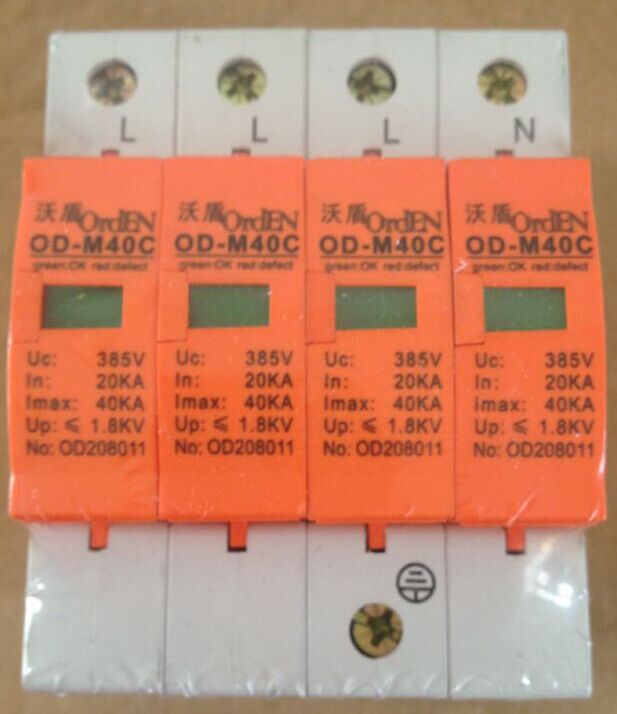 L L L N
沃盾OrdEN 沃盾OrdEN 沃盾OrdEN 沃盾OrdEN
OD-M40C OD-M40C OD-M40C OD-M40C
green:OK red:defect green:OK red:defect green:OK red:defect green:OK red:defect
Uc: 385V Uc: 385V Uc: 385V Uc: 385V
In: 20KA In: 20KA In: 20KA In: 20KA
Imax: 40KA Imax: 40KA Imax: 40KA imax: 40KA
Up: ≤ 1.8KV Up: ≤ 1.8KV Up: ≤ 1.8KV Up: ≤ 1.8KV
No: OD208011 No: OD208011 No: OD208011 No: OD208011